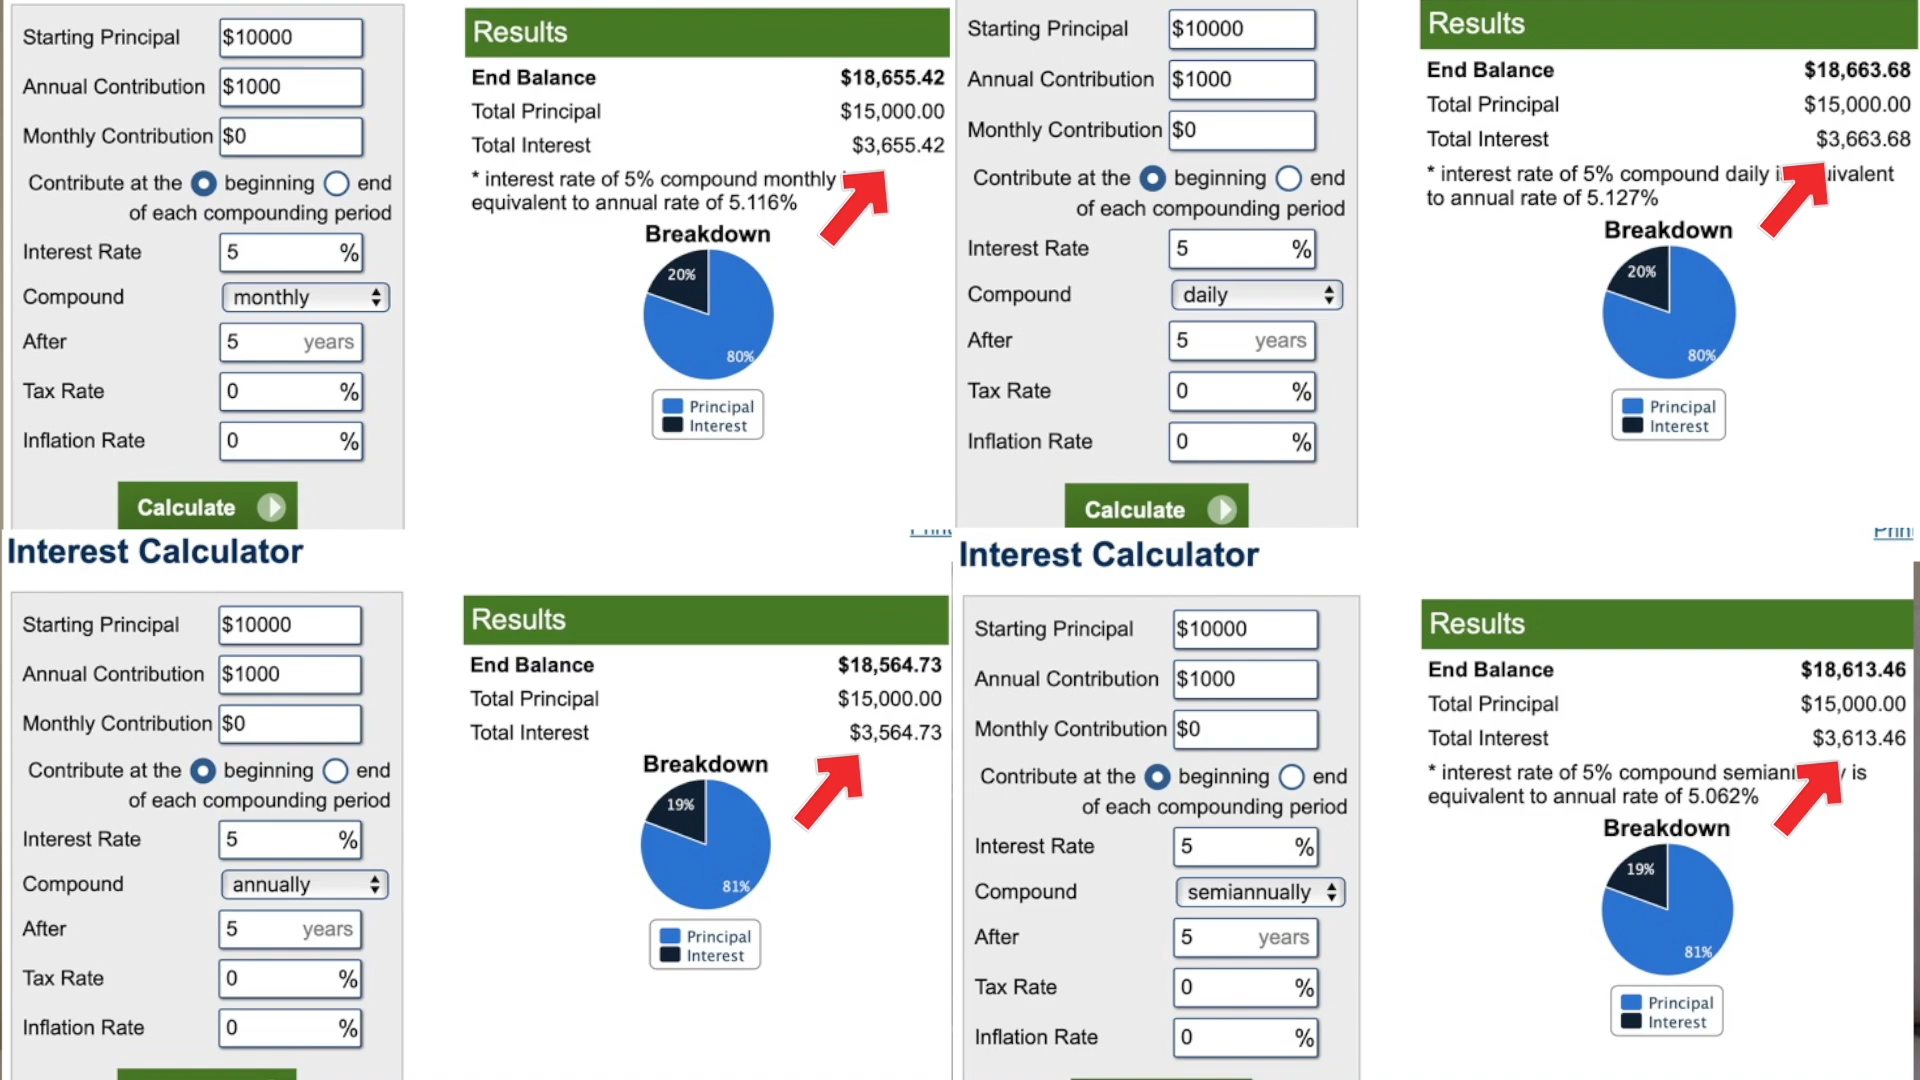 Starting Principal $10000
Annual Contribution $1000
Monthly Contribution $0
Contribute at the beginning end
of each compounding period
Interest Rate 5 %
Compound monthly
After 5 years
Tax Rate 0 %
Inflation Rate 0 %
Calculate
Results
End Balance $18,655.42
Total Principal $15,000.00
Total Interest $3,655.42
* interest rate of 5% compound monthly
equivalent to annual rate of 5.116%
Breakdown
20%
80%
Principal
Interest
Starting Principal $10000
Annual Contribution $1000
Monthly Contribution $0
Contribute at the beginning end
of each compounding period
Interest Rate 5 %
Compound daily
After 5 years
Tax Rate 0 %
Inflation Rate 0 %
Calculate
Results
End Balance $18,663.68
Total Principal $15,000.00
Total Interest $3,663.68
* interest rate of 5% compound daily
to annual rate of 5.127%
Breakdown
20%
80%
Principal
Interest
Interest Calculator
Starting Principal $10000
Annual Contribution $1000
Monthly Contribution $0
Contribute at the beginning end
of each compounding period
Interest Rate 5 %
Compound annually
After 5 years
Tax Rate 0 %
Inflation Rate 0 %
Results
End Balance $18,564.73
Total Principal $15,000.00
Total Interest $3,564.73
Breakdown
19%
81%
Principal
Interest
Interest Calculator
Starting Principal $10000
Annual Contribution $1000
Monthly Contribution $0
Contribute at the beginning end
of each compounding period
Interest Rate 5 %
Compound semiannually
After 5 years
Tax Rate 0 %
Inflation Rate 0 %
Results
End Balance $18,613.46
Total Principal $15,000.00
Total Interest $3,613.46
* interest rate of 5% compound is
equivalent to annual rate of 5.062%
Breakdown
19%
81%
Principal
Interest